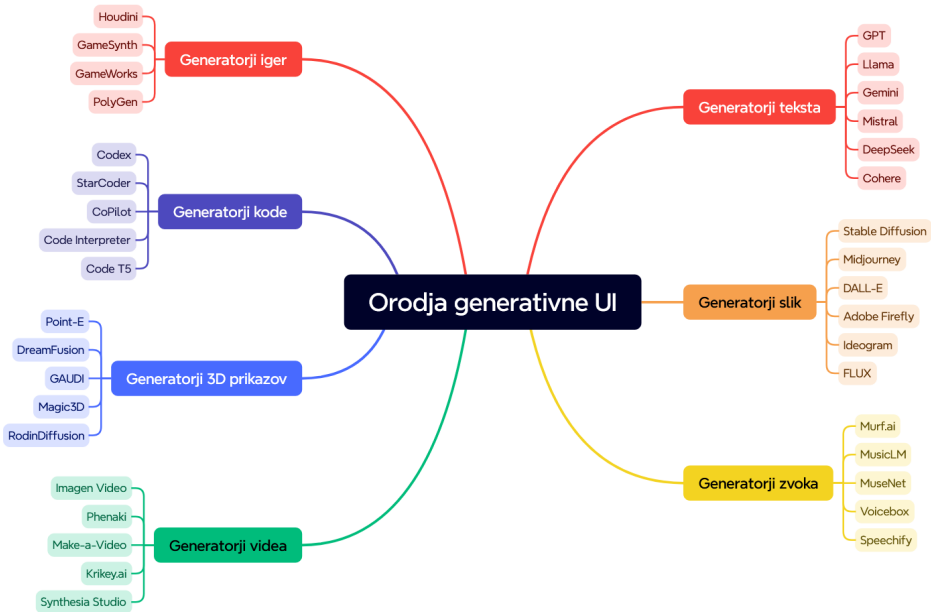 Orodja generativne UI
Generatorji iger
Houdini
GameSynth
GameWorks
PolyGen
Generatorji kode
Codex
StarCoder
CoPilot
Code Interpreter
Code T5
Generatorji 3D prikazov
Point-E
DreamFusion
GAUDI
Magic3D
RodinDiffusion
Generatorji videa
Imagen Video
Phenaki
Make-a-Video
Krikey.ai
Synthesia Studio
Generatorji teksta
GPT
Llama
Gemini
Mistral
DeepSeek
Cohere
Generatorji slik
Stable Diffusion
Midjourney
DALL-E
Adobe Firefly
Ideogram
FLUX
Generatorji zvoka
Murf.ai
MusicLM
MuseNet
Voicebox
Speechify